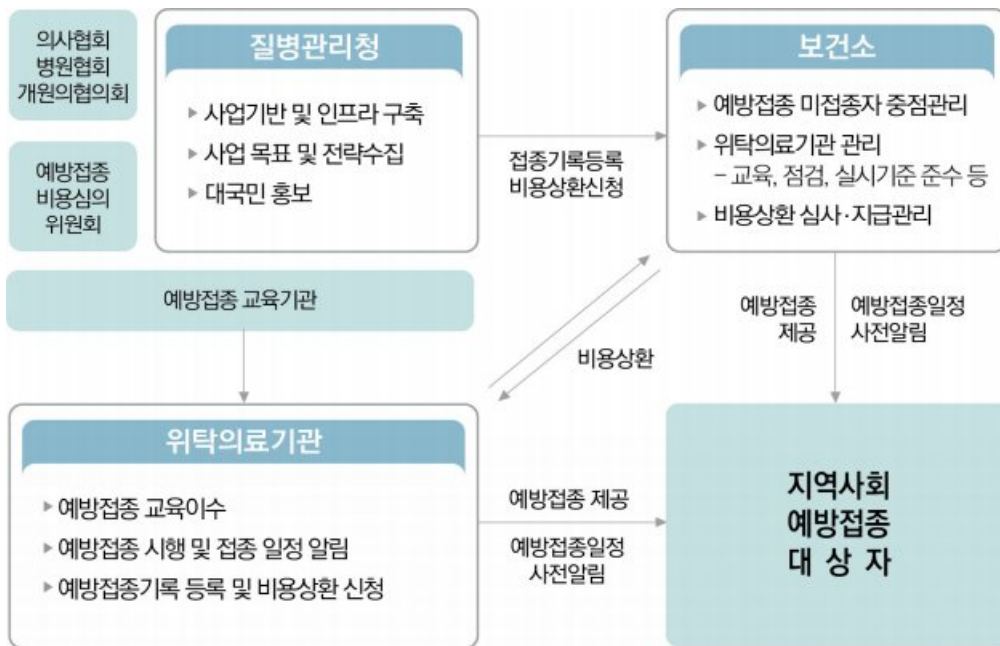 의사협회
병원협회
개원의협의회
예방접종
비용심의
위원회
질병관리청
▶ 사업기반 및 인프라 구축
▶ 사업 목표 및 전략수집
▶ 대국민 홍보
접종기록등록
비용상환신청
보건소
▶ 예방접종 미접종자 중점관리
▶ 위탁의료기관 관리
– 교육, 점검, 실시기준 준수 등
▶ 비용상환 심사·지급관리
예방접종 교육기관
비용상환
예방접종
제공
예방접종일정
사전알림
위탁의료기관
▶ 예방접종 교육이수
▶ 예방접종 시행 및 접종 일정 알림
▶ 예방접종기록 등록 및 비용상환 신청
예방접종 제공
예방접종일정
사전알림
지역사회
예방접종
대 상 자